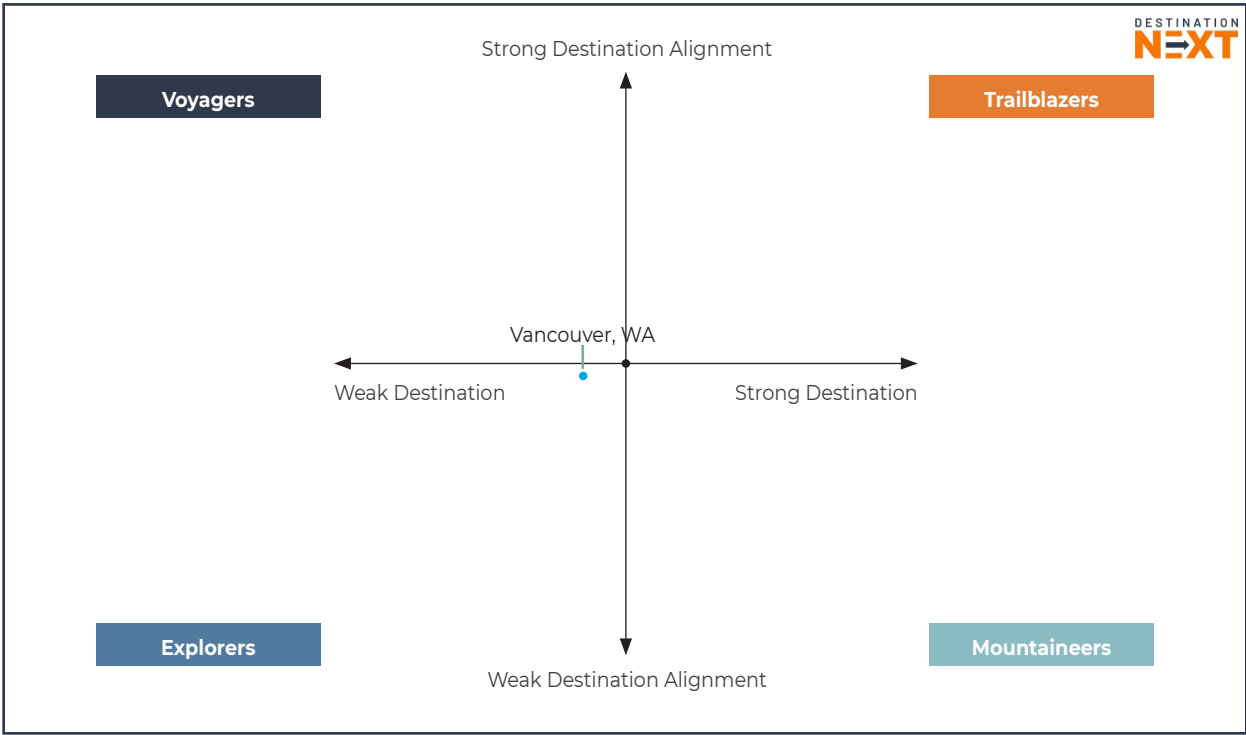 DESTINATION
NEXT
Strong Destination Alignment
Voyagers
Trailblazers
Vancouver, WA
Weak Destination
Strong Destination
Explorers
Mountaineers
Weak Destination Alignment